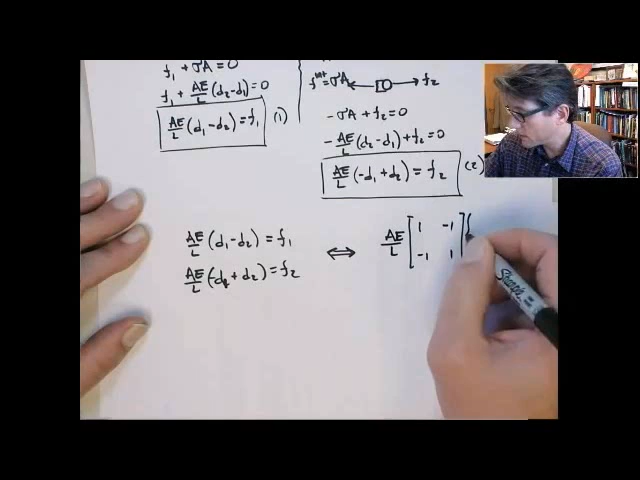 f₁ + σA = 0
f₁ + AE/L (d₂-d₁) = 0
AE/L (d₁-d₂) = f₁ (1)
f^int = σA f₂
- σA + f₂ = 0
- AE/L (d₂-d₁) + f₂ = 0
AE/L (-d₁ + d₂) = f₂ (2)
AE/L (d₁-d₂) = f₁ ⟺ AE/L [ 1 -1
AE/L (-d₁ + d₂) = f₂ -1 1 ] {
Sharpie